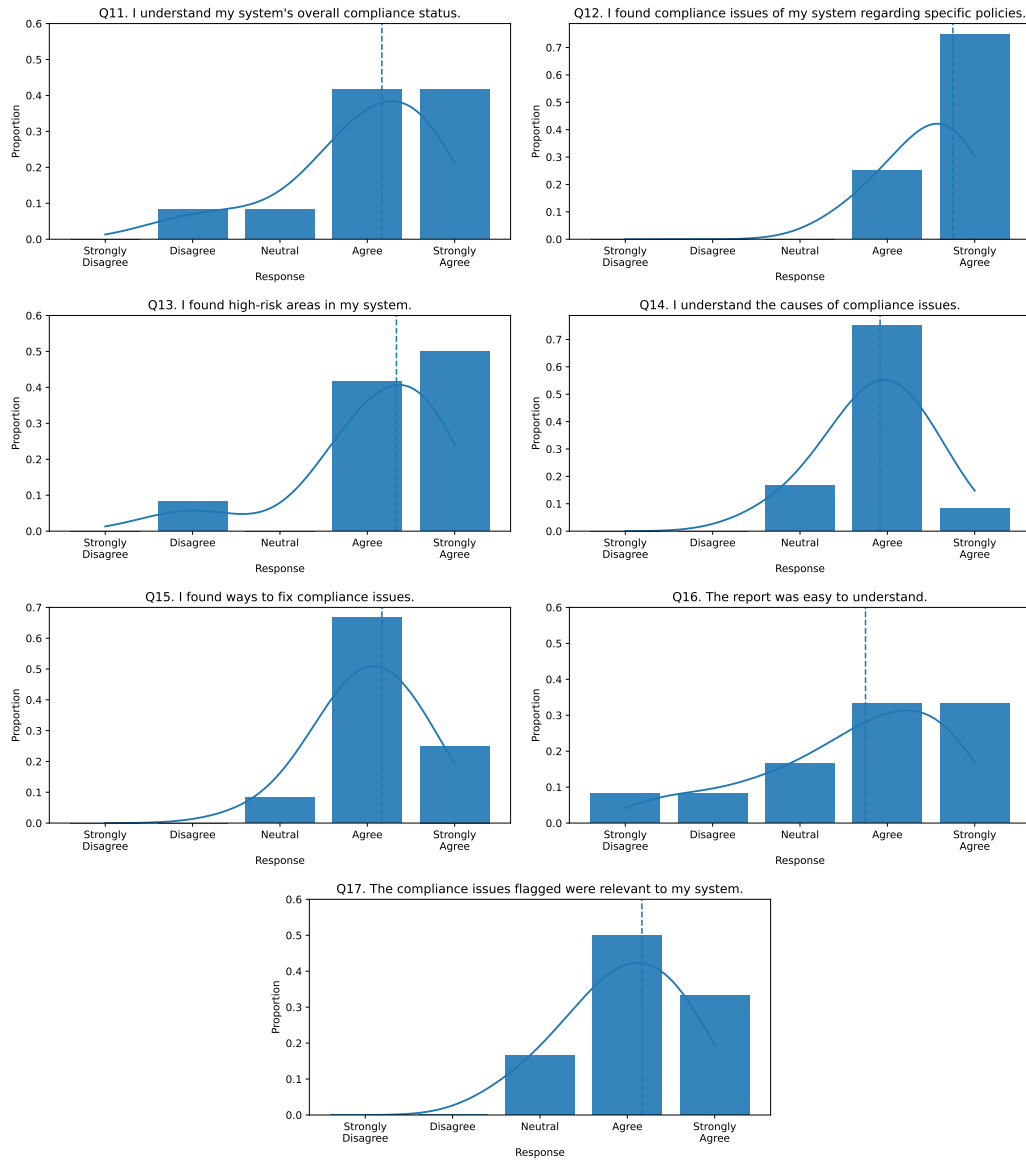 Q11. I understand my system's overall compliance status.
0.6
0.5
0.4
0.3
0.2
0.1
0.0
Proportion
Strongly
Disagree
Disagree
Neutral
Agree
Strongly
Agree
Response
Q12. I found compliance issues of my system regarding specific policies.
0.7
0.6
0.5
0.4
0.3
0.2
0.1
0.0
Proportion
Strongly
Disagree
Disagree
Neutral
Agree
Strongly
Agree
Response
Q13. I found high-risk areas in my system.
0.6
0.5
0.4
0.3
0.2
0.1
0.0
Proportion
Strongly
Disagree
Disagree
Neutral
Agree
Strongly
Agree
Response
Q14. I understand the causes of compliance issues.
0.7
0.6
0.5
0.4
0.3
0.2
0.1
0.0
Proportion
Strongly
Disagree
Disagree
Neutral
Agree
Strongly
Agree
Response
Q15. I found ways to fix compliance issues.
0.7
0.6
0.5
0.4
0.3
0.2
0.1
0.0
Proportion
Strongly
Disagree
Disagree
Neutral
Agree
Strongly
Agree
Response
Q16. The report was easy to understand.
0.6
0.5
0.4
0.3
0.2
0.1
0.0
Proportion
Strongly
Disagree
Disagree
Neutral
Agree
Strongly
Agree
Response
Q17. The compliance issues flagged were relevant to my system.
0.6
0.5
0.4
0.3
0.2
0.1
0.0
Proportion
Strongly
Disagree
Disagree
Neutral
Agree
Strongly
Agree
Response